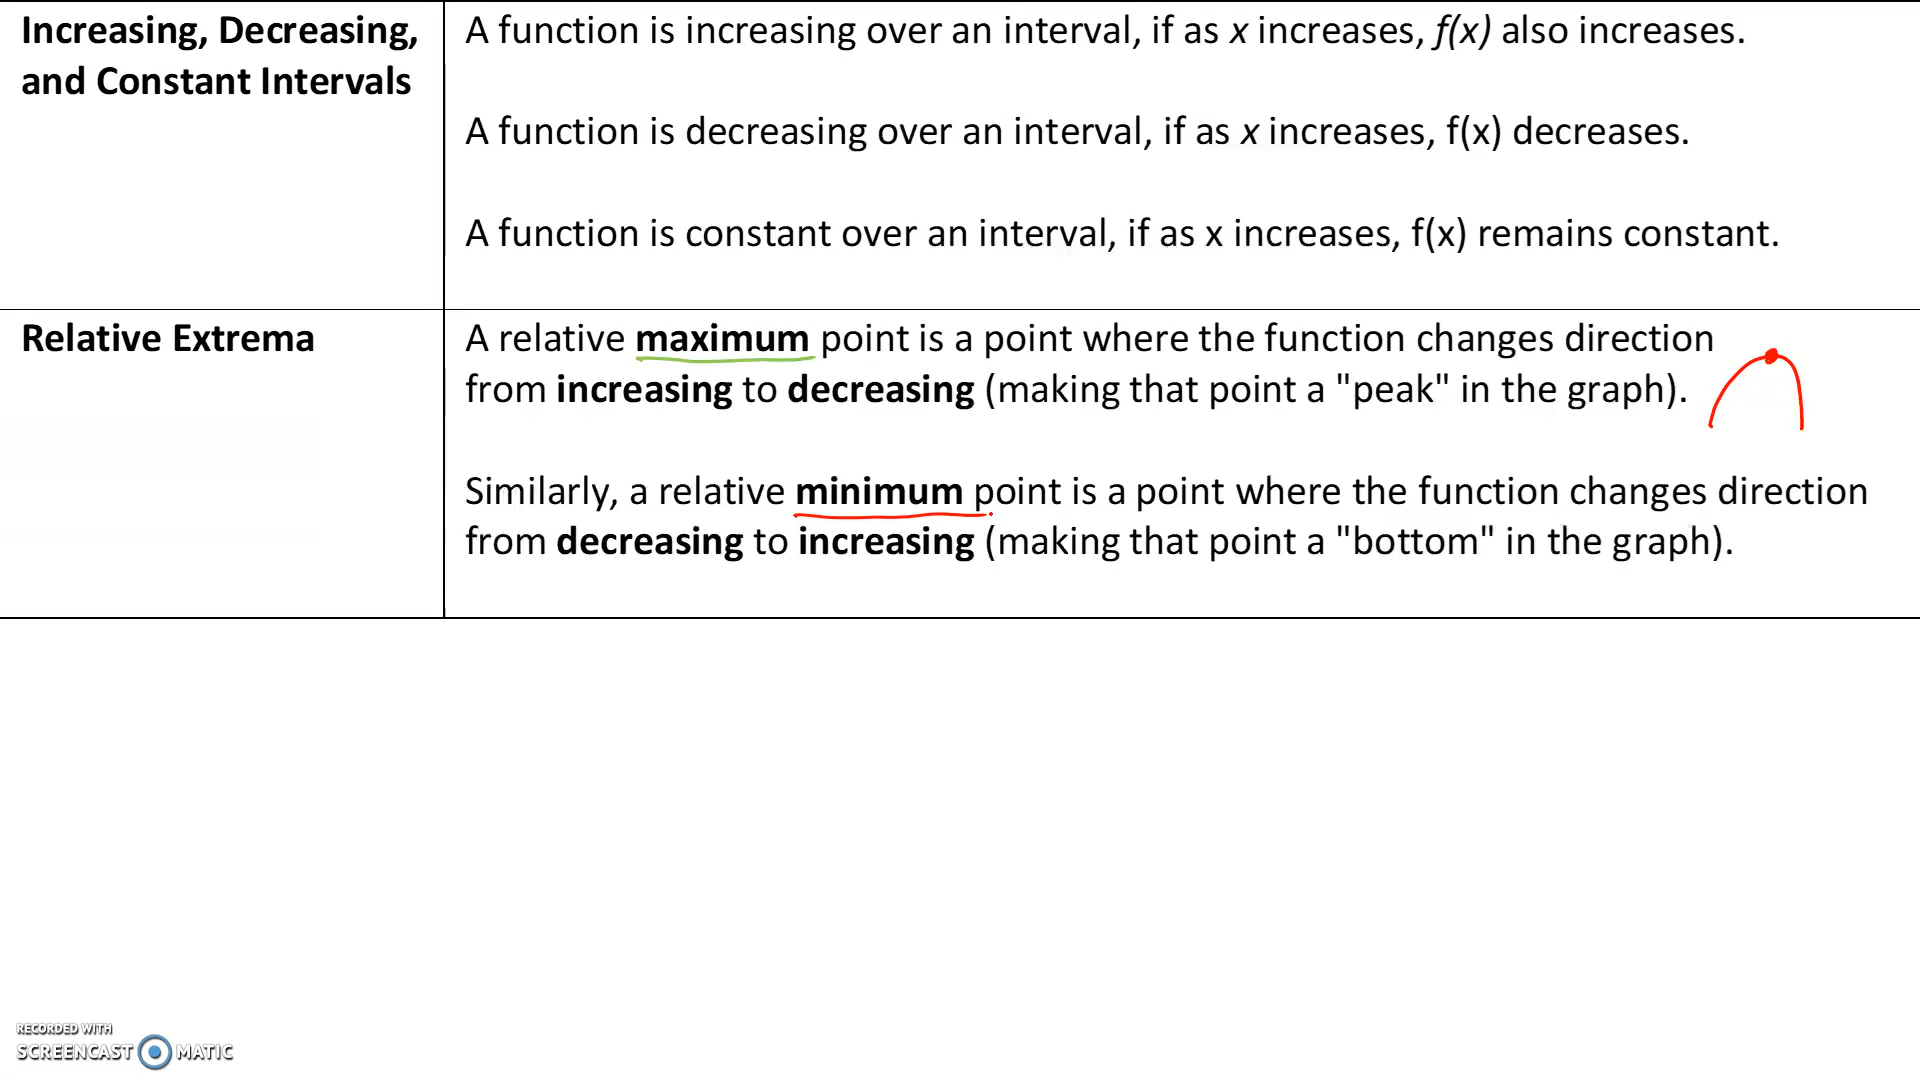 Increasing, Decreasing,
and Constant Intervals
A function is increasing over an interval, if as x increases, f(x) also increases.
A function is decreasing over an interval, if as x increases, f(x) decreases.
A function is constant over an interval, if as x increases, f(x) remains constant.
Relative Extrema
A relative maximum point is a point where the function changes direction
from increasing to decreasing (making that point a "peak" in the graph).
Similarly, a relative minimum point is a point where the function changes direction
from decreasing to increasing (making that point a "bottom" in the graph).
RECORDED WITH
SCREENCAST MATIC